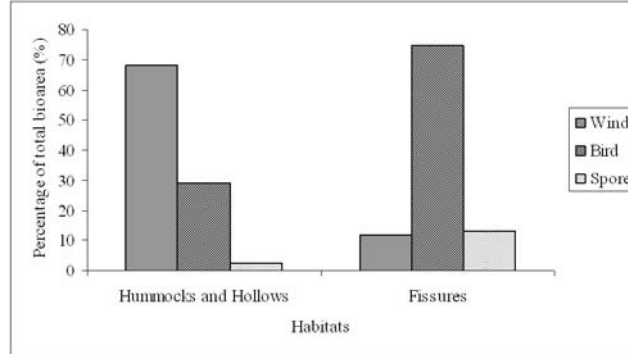 Percentage of total bioarea (%)
80
70
60
50
40
30
20
10
0
Hummocks and Hollows
Fissures
Habitats
Wind
Bird
Spore